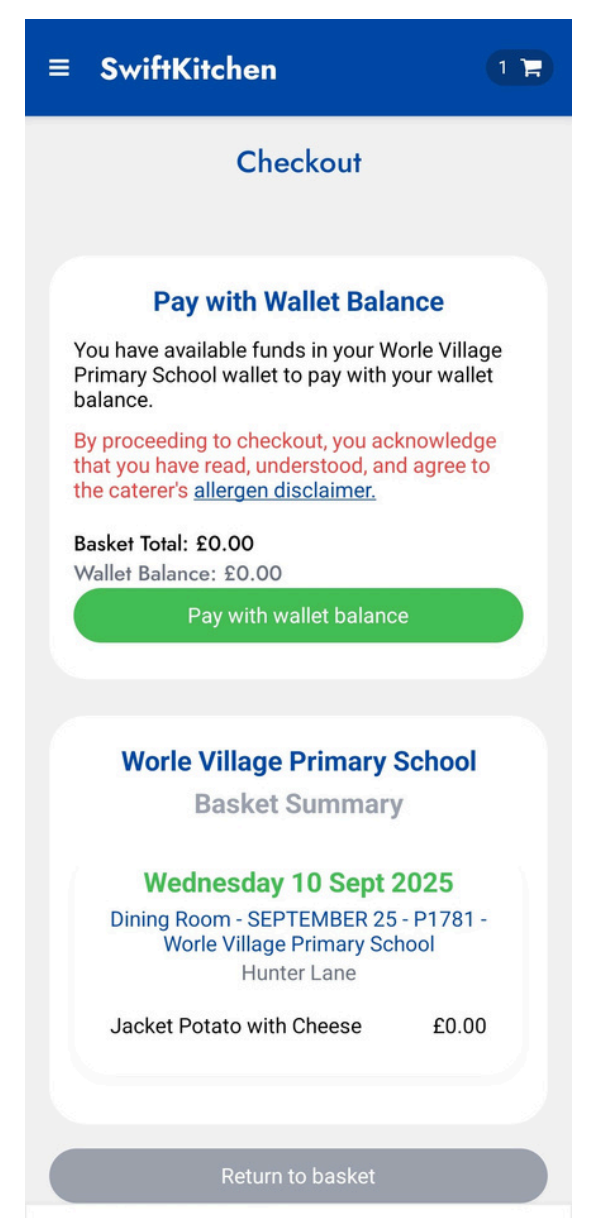 SwiftKitchen
1
Checkout
Pay with Wallet Balance
You have available funds in your Worle Village
Primary School wallet to pay with your wallet
balance.
By proceeding to checkout, you acknowledge
that you have read, understood, and agree to
the caterer's allergen disclaimer.
Basket Total: £0.00
Wallet Balance: £0.00
Pay with wallet balance
Worle Village Primary School
Basket Summary
Wednesday 10 Sept 2025
Dining Room - SEPTEMBER 25 - P1781 -
Worle Village Primary School
Hunter Lane
Jacket Potato with Cheese £0.00
Return to basket